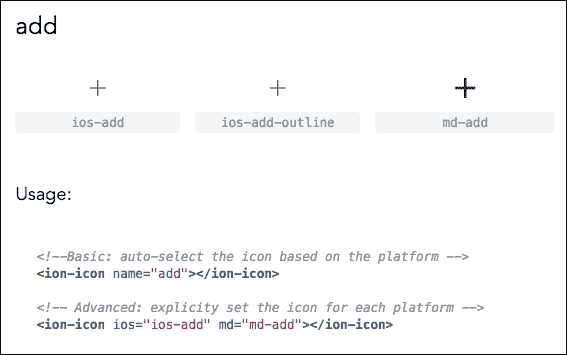 add
ios-add
ios-add-outline
md-add
Usage:
<!--Basic: auto-select the icon based on the platform -->
<ion-icon name="add"></ion-icon>
<!-- Advanced: explicity set the icon for each platform -->
<ion-icon ios="ios-add" md="md-add"></ion-icon>